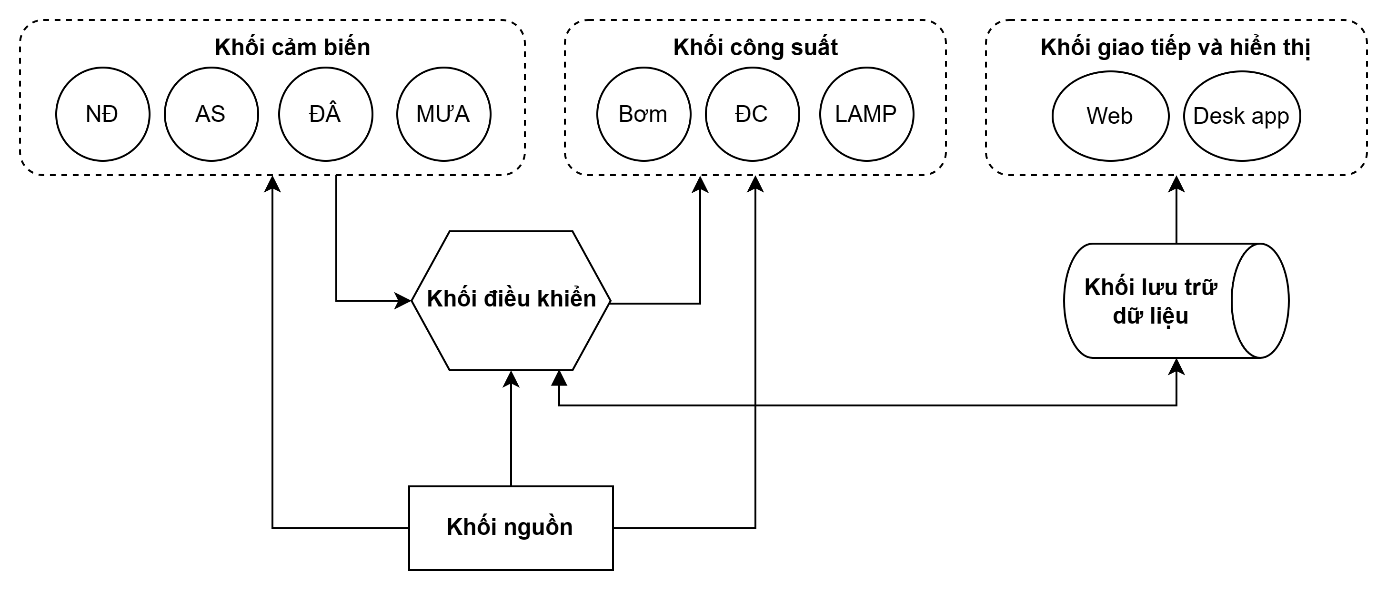 Khối cảm biến
NĐ
AS
ĐÂ
MƯA
Khối công suất
Bơm
ĐC
LAMP
Khối giao tiếp và hiển thị
Web
Desk app
Khối điều khiển
Khối lưu trữ
dữ liệu
Khối nguồn